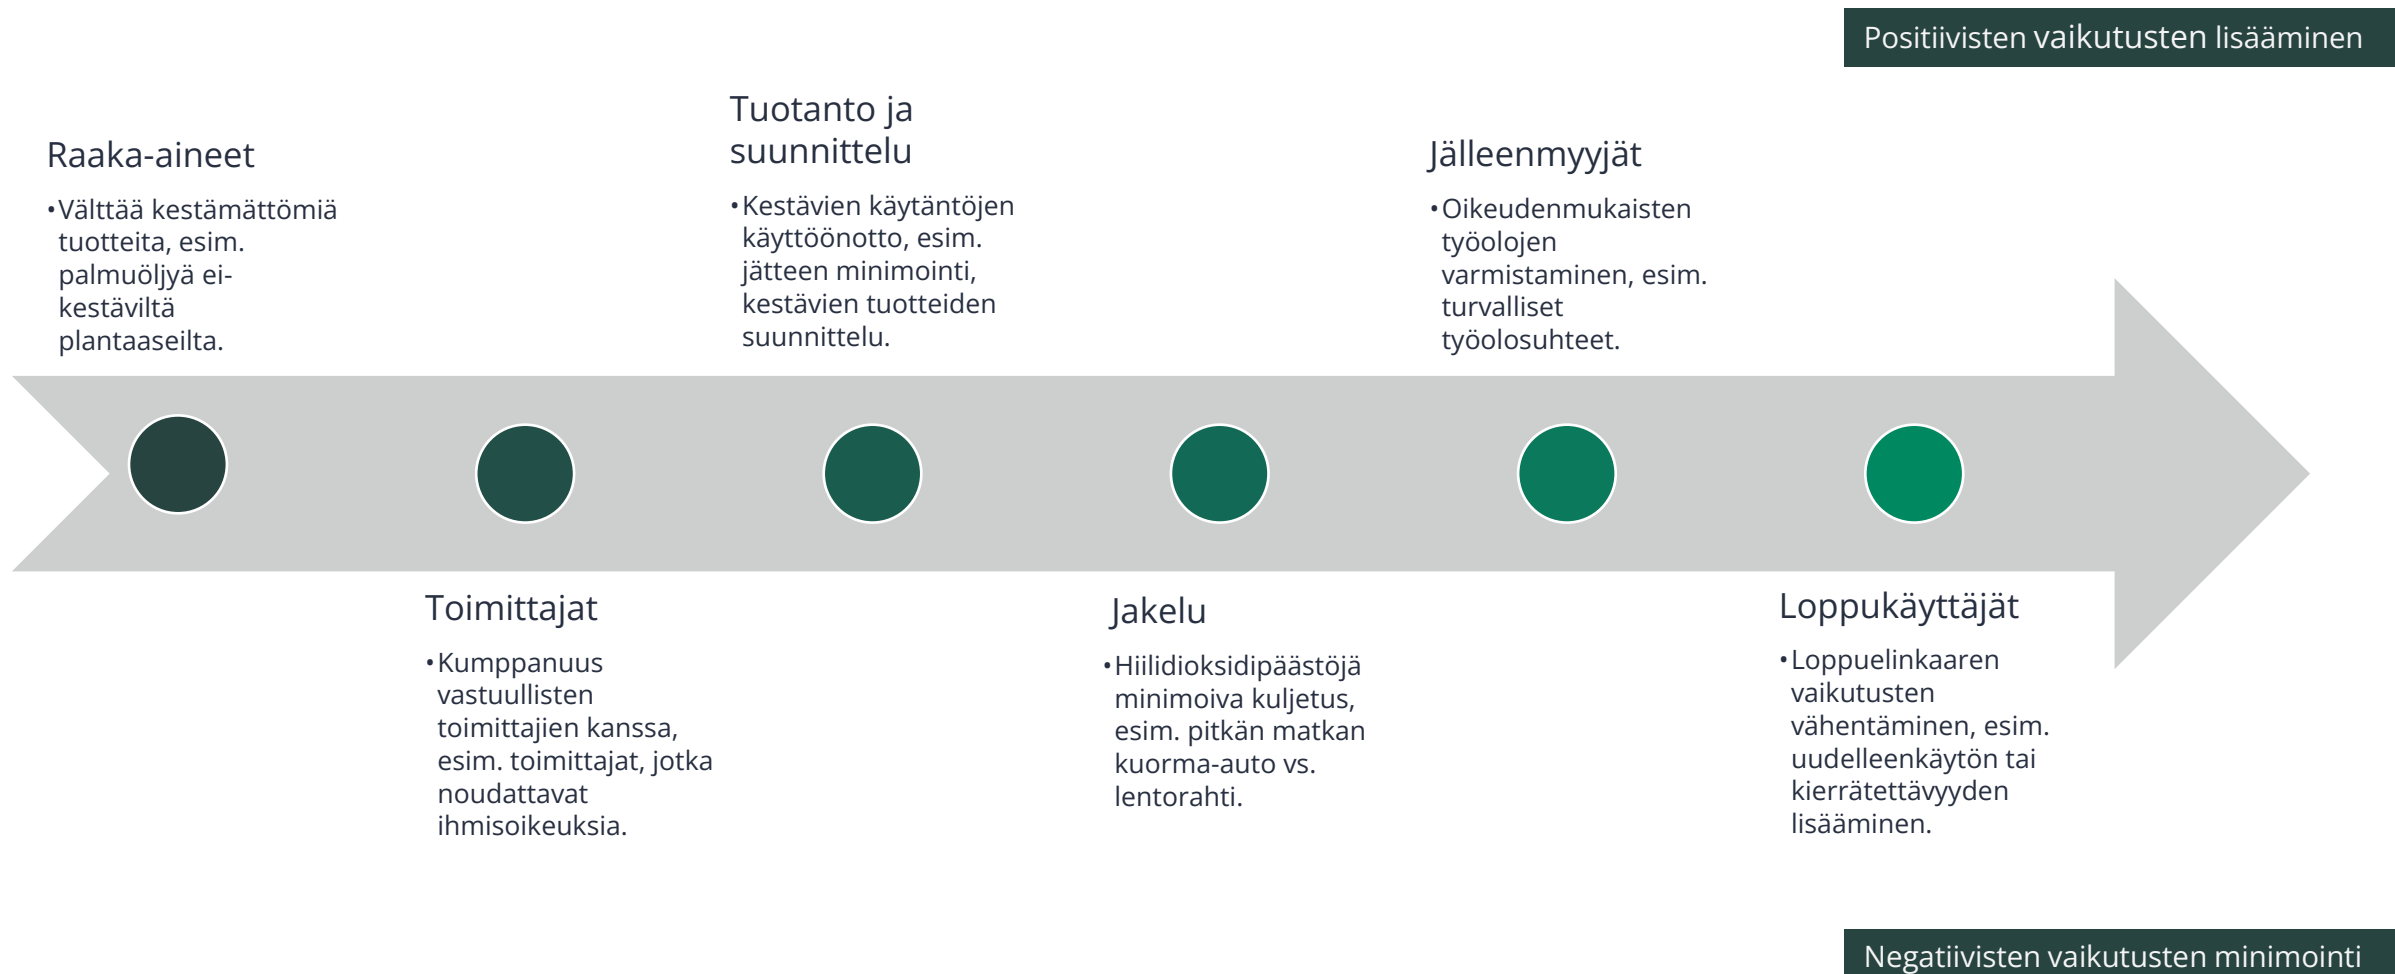 Positiivisten vaikutusten lisääminen
Raaka-aineet
•Välttää kestämättömiä
tuotteita, esim.
palmuöljyä ei-
kestäviltä
plantaaseilta.
Tuotanto ja
suunnittelu
•Kestävien käytäntöjen
käyttöönotto, esim.
jätteen minimointi,
kestävien tuotteiden
suunnittelu.
Jälleenmyyjät
•Oikeudenmukaisten
työolojen
varmistaminen, esim.
turvalliset
työolosuhteet.
Toimittajat
•Kumppanuus
vastuullisten
toimittajien kanssa,
esim. toimittajat, jotka
noudattavat
ihmisoikeuksia.
Jakelu
•Hiilidioksidipäästöjä
minimoiva kuljetus,
esim. pitkän matkan
kuorma-auto vs.
lentorahti.
Loppukäyttäjät
•Loppuelinkaaren
vaikutusten
vähentäminen, esim.
uudelleenkäytön tai
kierrätettävyyden
lisääminen.
Negatiivisten vaikutusten minimointi